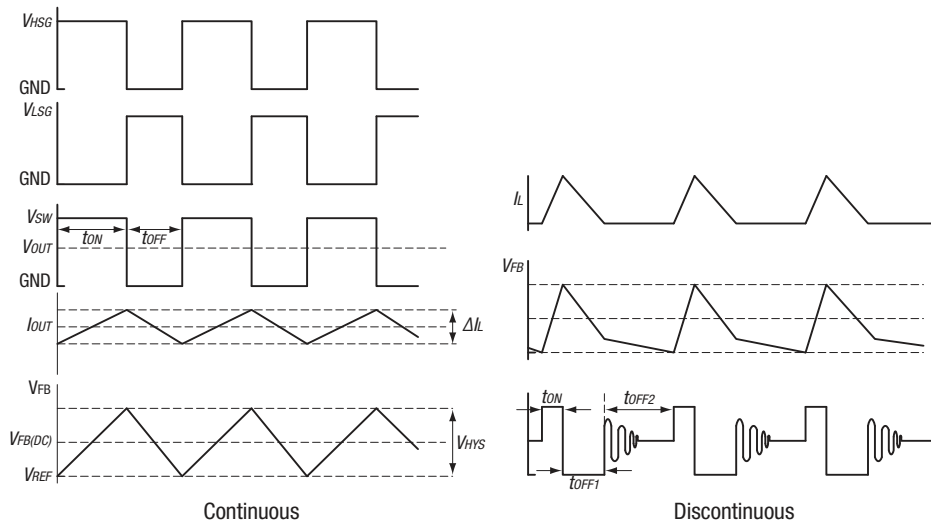 VHSG
GND
VLSG
GND
VSW
tON
tOFF
VOUT
GND
IOUT
ΔIL
VFB
VFB(DC)
VHYS
VREF
Continuous
IL
VFB
tON
tOFF2
tOFF1
Discontinuous